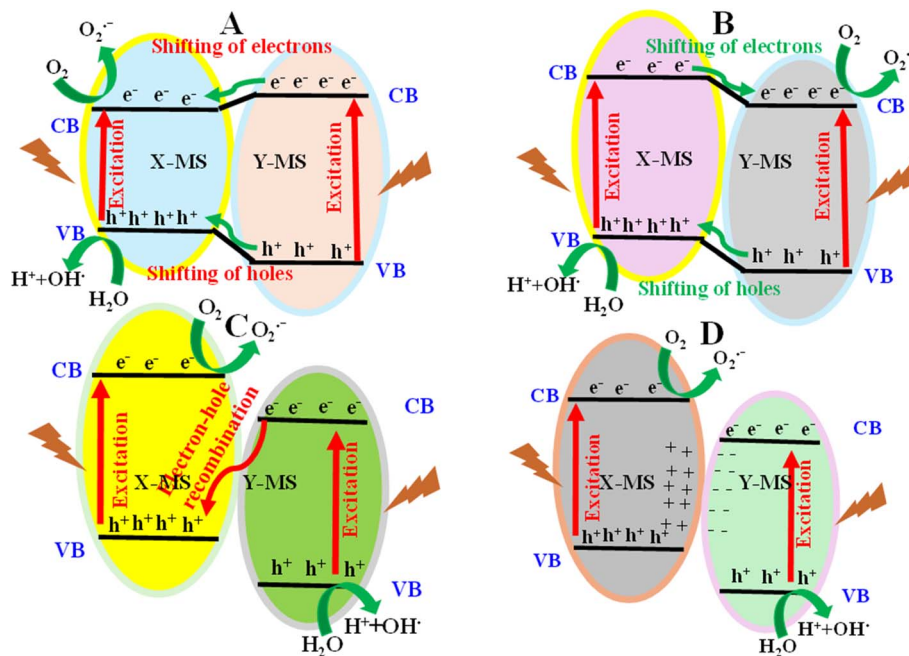 A
O₂·⁻
O₂
Shifting of electrons
e⁻ e⁻ e⁻ e⁻
e⁻ e⁻ e⁻
CB
CB
X-MS
Y-MS
Excitation
Excitation
h⁺h⁺ h⁺ h⁺
h⁺ h⁺ h⁺
VB
VB
Shifting of holes
H⁺+OH·
H₂O
B
Shifting of electrons
O₂
O₂·⁻
e⁻ e⁻ e⁻
e⁻ e⁻ e⁻ e⁻
CB
CB
X-MS
Y-MS
Excitation
Excitation
h⁺h⁺ h⁺ h⁺
h⁺ h⁺ h⁺
VB
VB
Shifting of holes
H⁺+OH·
H₂O
C
O₂
O₂·⁻
CB
e⁻ e⁻ e⁻
e⁻ e⁻ e⁻ e⁻
CB
Electron-hole
recombination
X-MS
Y-MS
Excitation
Excitation
h⁺h⁺ h⁺ h⁺
h⁺ h⁺ h⁺
VB
VB
H₂O
H⁺+OH·
D
O₂
O₂·⁻
CB
e⁻ e⁻ e⁻
e⁻ e⁻ e⁻ e⁻
CB
+ +
+ +
+
+ +
+
+ +
- - -
- -
- -
- -
- -
X-MS
Y-MS
Excitation
Excitation
h⁺h⁺ h⁺ h⁺
h⁺ h⁺ h⁺
VB
VB
H₂O
H⁺+OH·